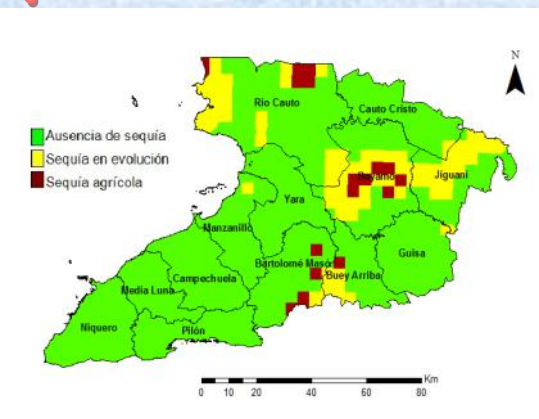 N
Río Cauto
Cauto Cristo
Ausencia de sequía
Sequía en evolución
Sequía agrícola
Bayamo
Jiguaní
Yara
Manzanillo
Guisa
Bartolomé Masó
Buey Arriba
Campechuela
Media Luna
Niquero
Pilón
Km
0 10 20 40 60 80